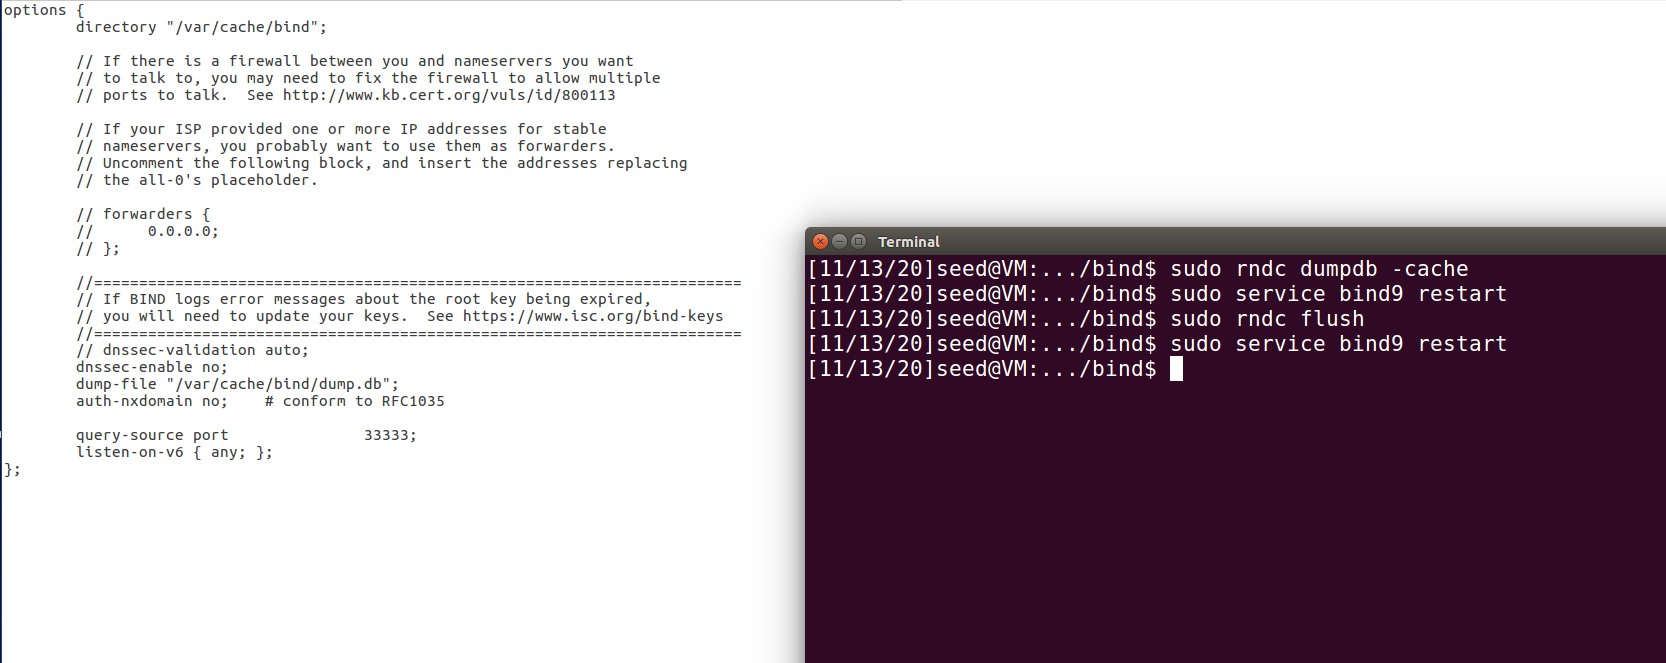 options {
directory "/var/cache/bind";
// If there is a firewall between you and nameservers you want
// to talk to, you may need to fix the firewall to allow multiple
// ports to talk.  See http://www.kb.cert.org/vuls/id/800113
// If your ISP provided one or more IP addresses for stable
// nameservers, you probably want to use them as forwarders.
// Uncomment the following block, and insert the addresses replacing
// the all-0's placeholder.
// forwarders {
//      0.0.0.0;
// };
//========================================================================
// If BIND logs error messages about the root key being expired,
// you will need to update your keys.  See https://www.isc.org/bind-keys
//========================================================================
// dnssec-validation auto;
dnssec-enable no;
dump-file "/var/cache/bind/dump.db";
auth-nxdomain no;    # conform to RFC1035
query-source port               33333;
listen-on-v6 { any; };
};
Terminal
[11/13/20]seed@VM:.../bind$ sudo rndc dumpdb -cache
[11/13/20]seed@VM:.../bind$ sudo service bind9 restart
[11/13/20]seed@VM:.../bind$ sudo rndc flush
[11/13/20]seed@VM:.../bind$ sudo service bind9 restart
[11/13/20]seed@VM:.../bind$